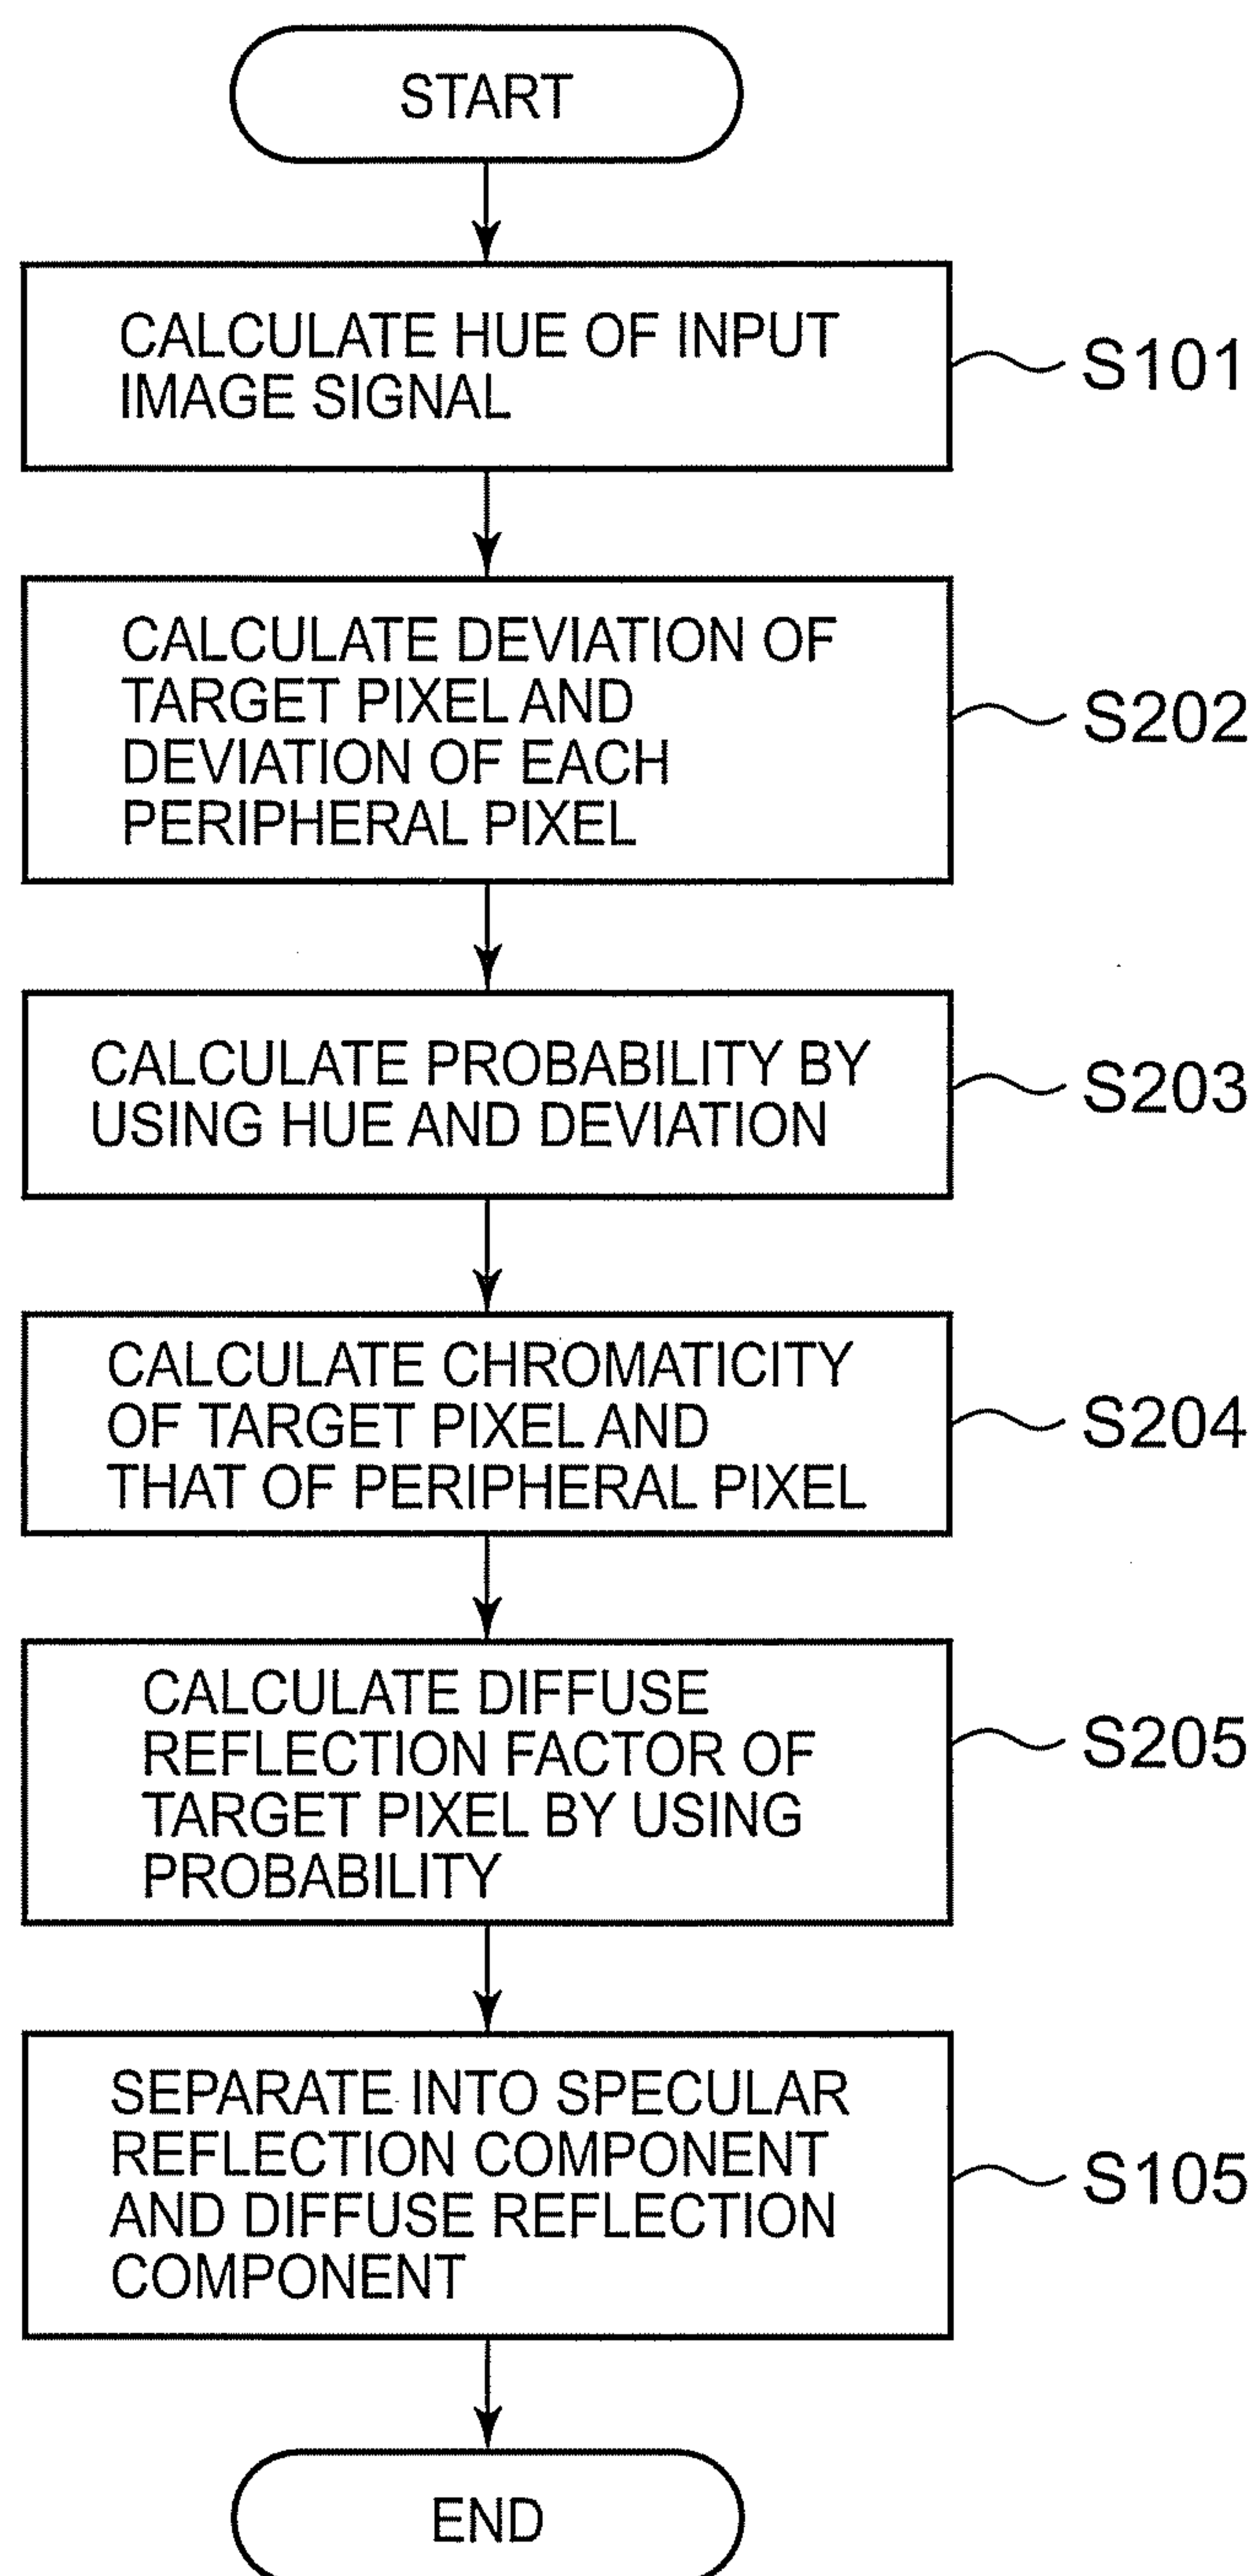 START
CALCULATE HUE OF INPUT
IMAGE SIGNAL
S101
CALCULATE DEVIATION OF
TARGET PIXEL AND
DEVIATION OF EACH
PERIPHERAL PIXEL
S202
CALCULATE PROBABILITY BY
USING HUE AND DEVIATION
S203
CALCULATE CHROMATICITY
OF TARGET PIXEL AND
THAT OF PERIPHERAL PIXEL
S204
CALCULATE DIFFUSE
REFLECTION FACTOR OF
TARGET PIXEL BY USING
PROBABILITY
S205
SEPARATE INTO SPECULAR
REFLECTION COMPONENT
AND DIFFUSE REFLECTION
COMPONENT
S105
END